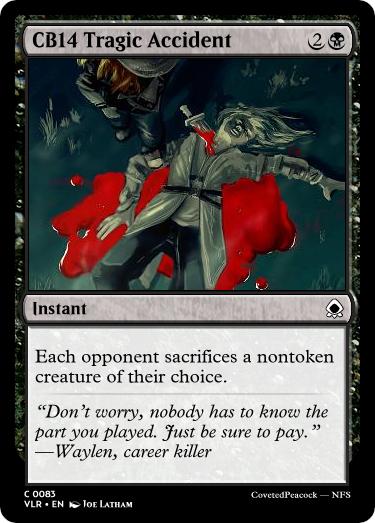 CB14 Tragic Accident 2
Instant
Each opponent sacrifices a nontoken
creature of their choice.
“Don’t worry, nobody has to know the
part you played. Just be sure to pay.”
—Waylen, career killer
C 0083
VLR • EN Joe Latham
CovetedPeacock — NFS